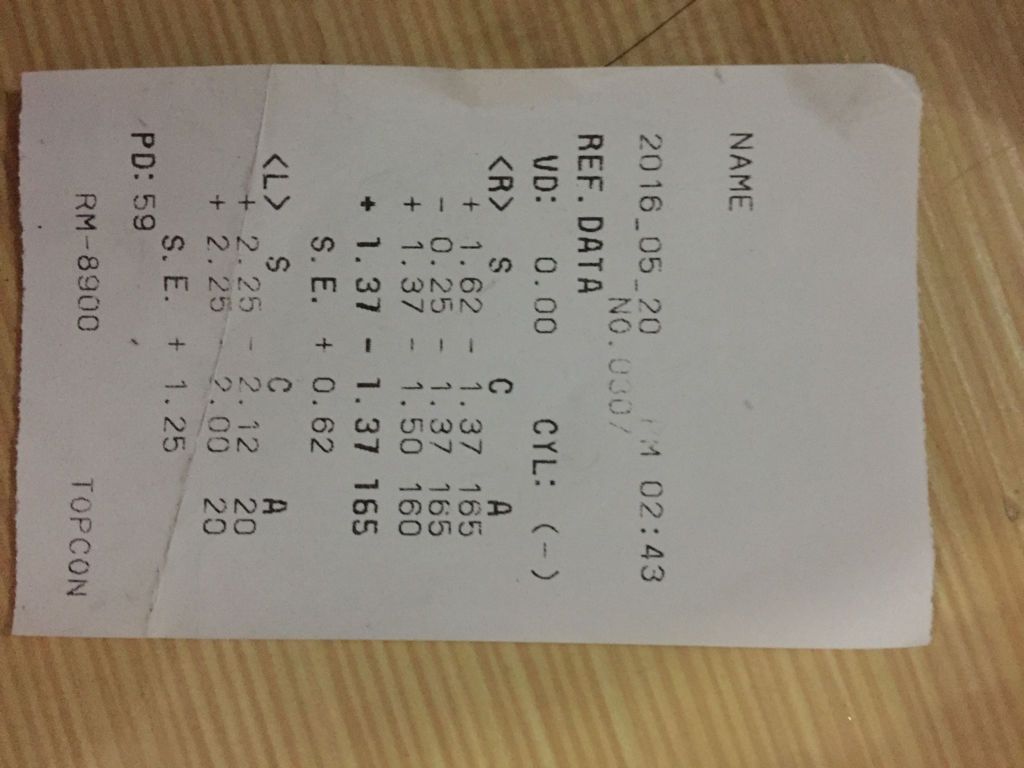 NAME
2016_05_20 PM 02:43
NO.0307
REF.DATA
VD: 0.00 CYL: (-)
<R> S C A
+ 1.62 - 1.37 165
- 0.25 - 1.37 165
+ 1.37 - 1.50 160
+ 1.37 - 1.37 165
S.E. + 0.62
<L> S C A
+ 2.25 - 2.12 20
+ 2.25 - 2.00 20
S.E. + 1.25
PD: 59
RM-8900 TOPCON